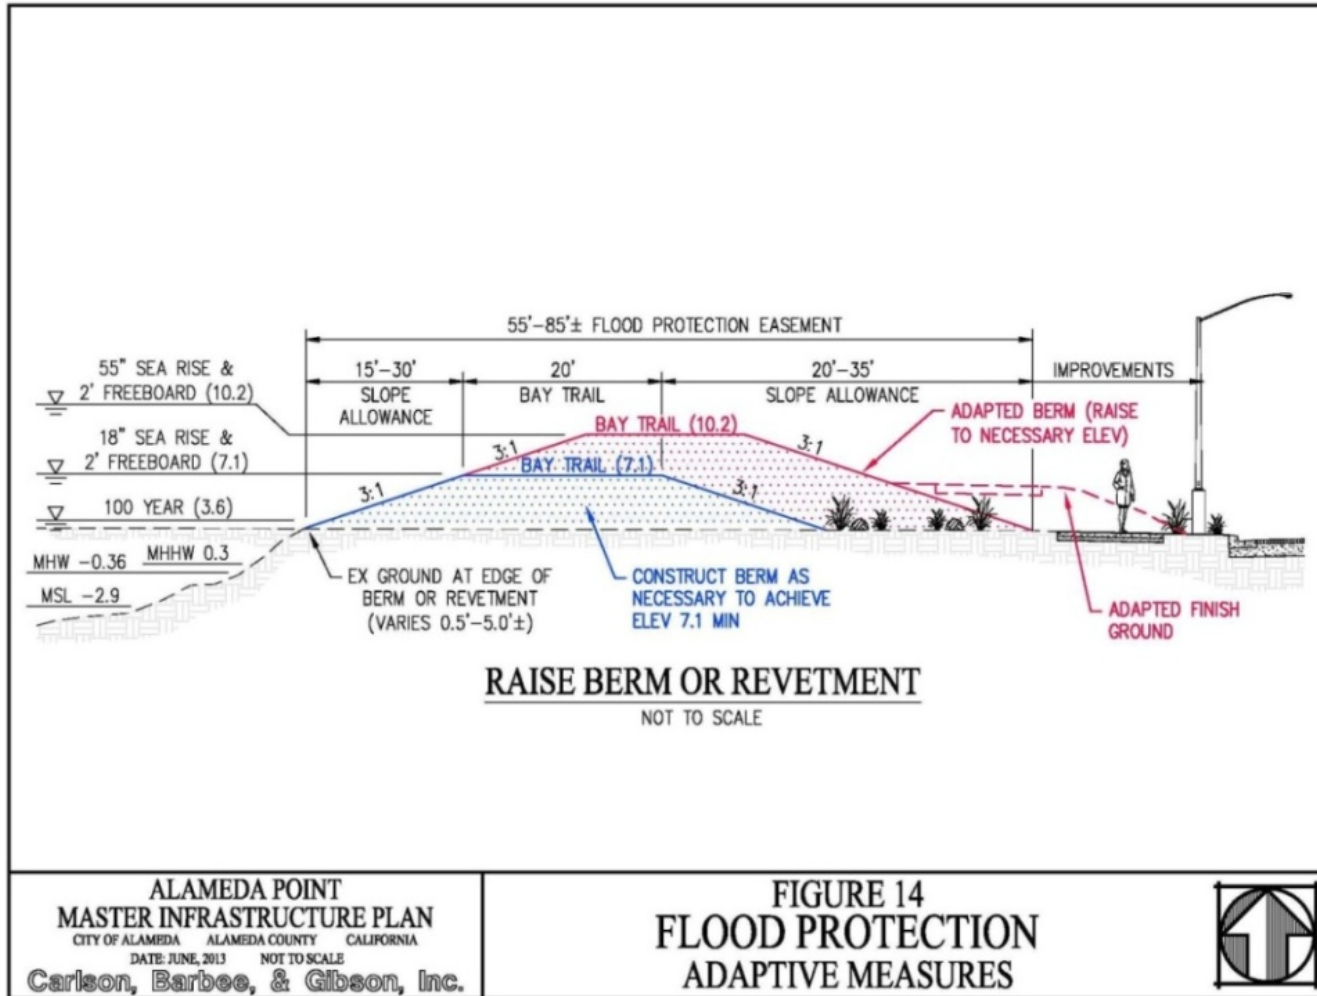 55'-85'± FLOOD PROTECTION EASEMENT
55" SEA RISE &
2' FREEBOARD (10.2)
15'-30'
SLOPE
ALLOWANCE
20'
BAY TRAIL
20'-35'
SLOPE ALLOWANCE
IMPROVEMENTS
18" SEA RISE &
2' FREEBOARD (7.1)
100 YEAR (3.6)
MHW -0.36
MHHW 0.3
MSL -2.9
3:1
BAY TRAIL (10.2)
3:1
3:1
BAY TRAIL (7.1)
3:1
ADAPTED BERM (RAISE
TO NECESSARY ELEV)
EX GROUND AT EDGE OF
BERM OR REVETMENT
(VARIES 0.5'-5.0'±)
CONSTRUCT BERM AS
NECESSARY TO ACHIEVE
ELEV 7.1 MIN
ADAPTED FINISH
GROUND
RAISE BERM OR REVETMENT
NOT TO SCALE
ALAMEDA POINT
MASTER INFRASTRUCTURE PLAN
CITY OF ALAMEDA ALAMEDA COUNTY CALIFORNIA
DATE: JUNE, 2013 NOT TO SCALE
Carlson, Barbee, & Gibson, Inc.
FIGURE 14
FLOOD PROTECTION
ADAPTIVE MEASURES